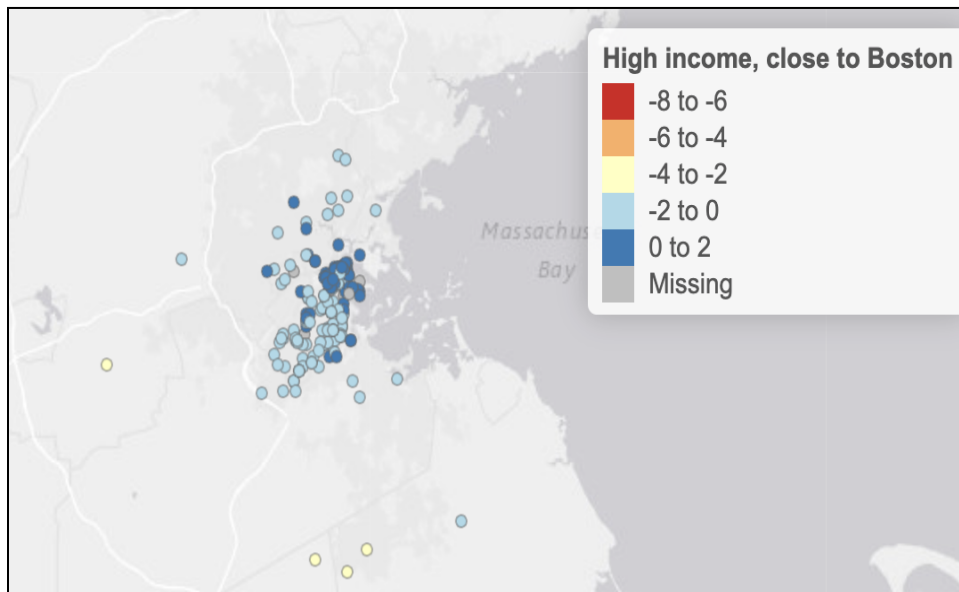 High income, close to Boston
-8 to -6
-6 to -4
-4 to -2
-2 to 0
0 to 2
Missing
Bay